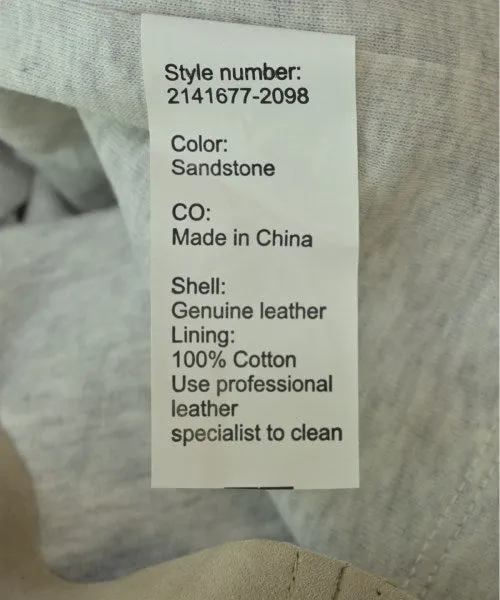 Style number:
2141677-2098
Color:
Sandstone
CO:
Made in China
Shell:
Genuine leather
Lining:
100% Cotton
Use professional
leather
specialist to clean